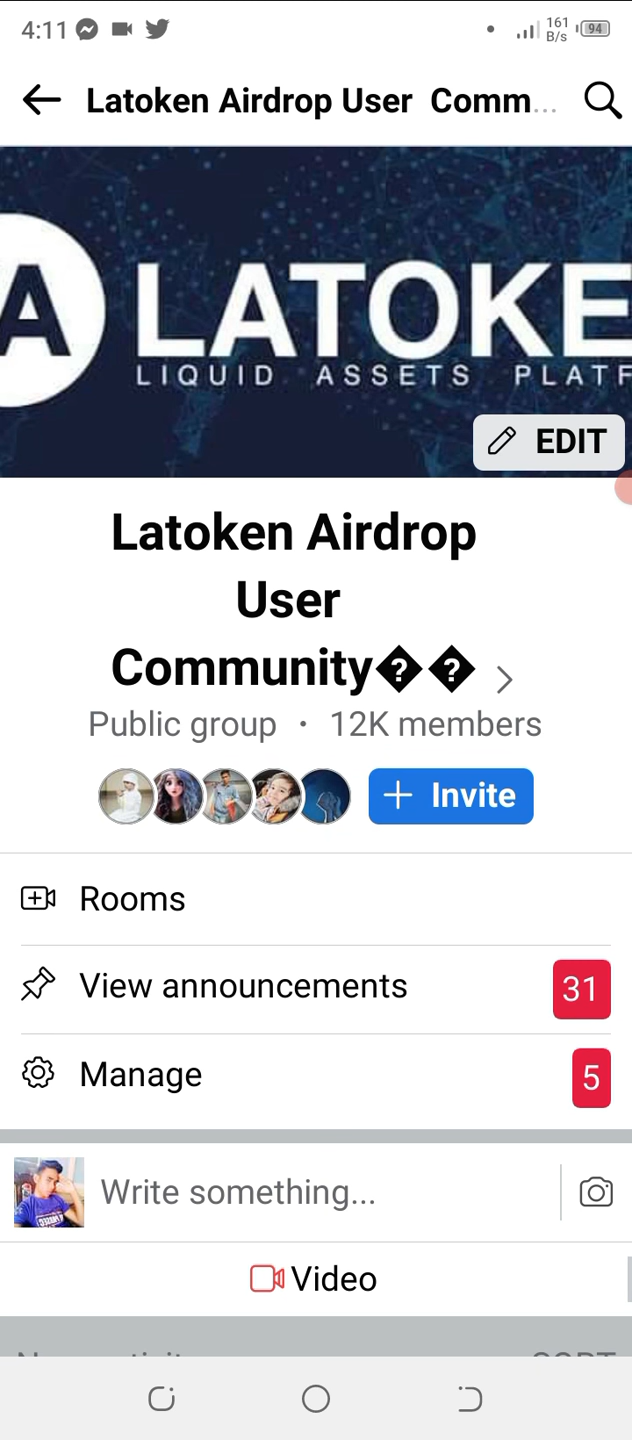 4:11
161
B/s
94
Latoken Airdrop User Comm...
A LATOKE
LIQUID ASSETS PLATF
EDIT
Latoken Airdrop
User
Community��
Public group · 12K members
+ Invite
Rooms
View announcements 31
Manage 5
Write something...
Video